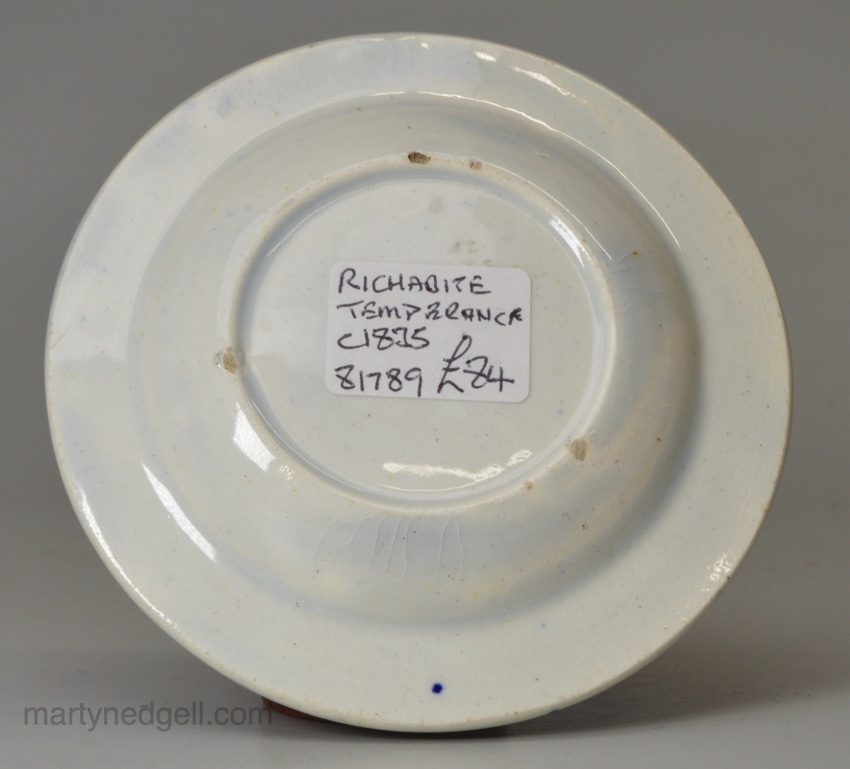 RICHABITE
TEMPERANCE
C1835
81789 £84
martynedgell.com